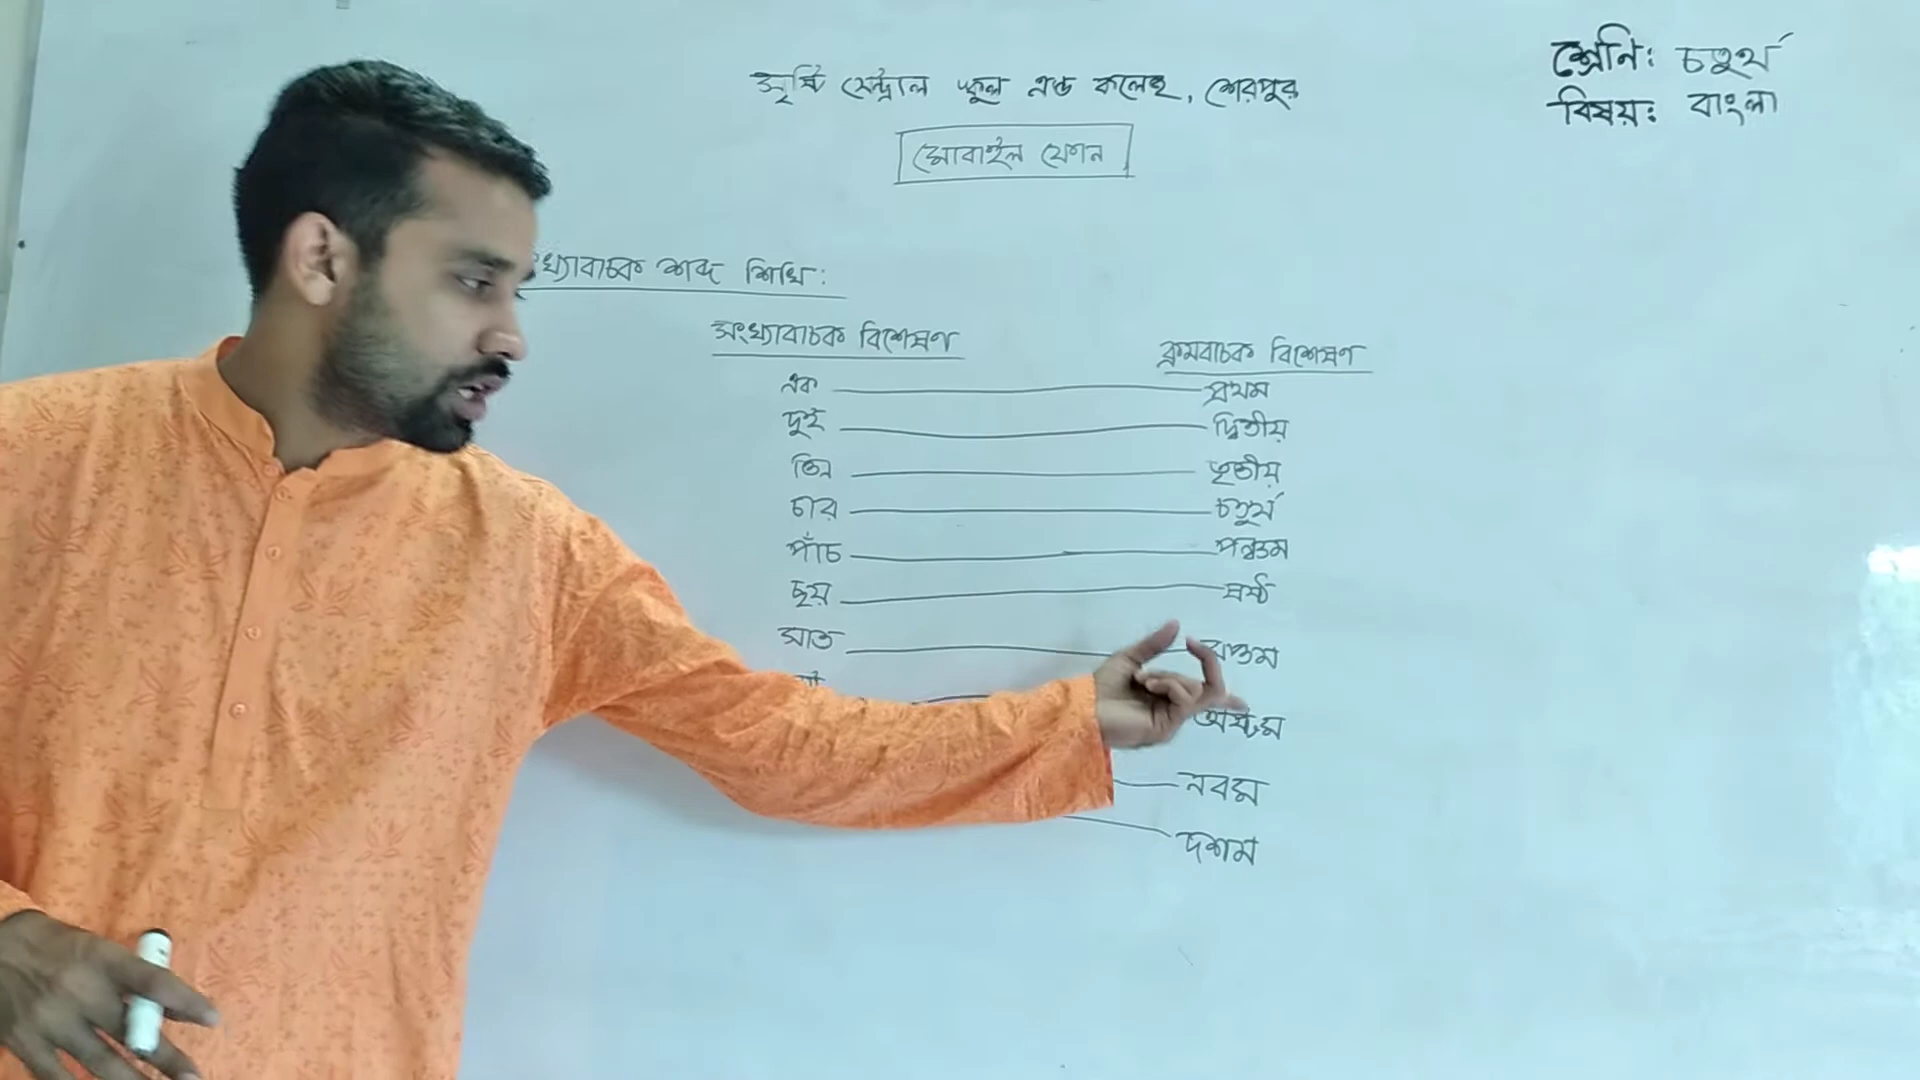 সৃষ্টি সেন্ট্রাল স্কুল এন্ড কলেজ, শেরপুর
শ্রেনি: চতুর্থ
বিষয়: বাংলা
মোবাইল ফোন
খ্যাবাচক শব্দ শিখি:
সংখ্যাবাচক বিশেষণ
ক্রমবাচক বিশেষণ
এক — প্রথম
দুই — দ্বিতীয়
তিন — তৃতীয়
চার — চতুর্থ
পাঁচ — পঞ্চম
ছয় — ষষ্ঠ
সাত — সপ্তম
অষ্টম
নবম
দশম